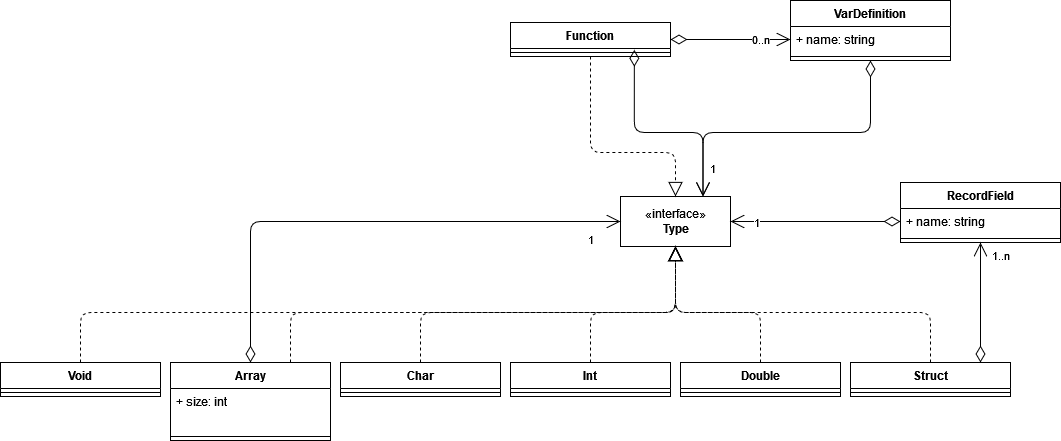 VarDefinition
Function
0..n
+ name: string
1
«interface»
Type
RecordField
1
1
+ name: string
1..n
Void
Array
Char
Int
Double
Struct
+ size: int